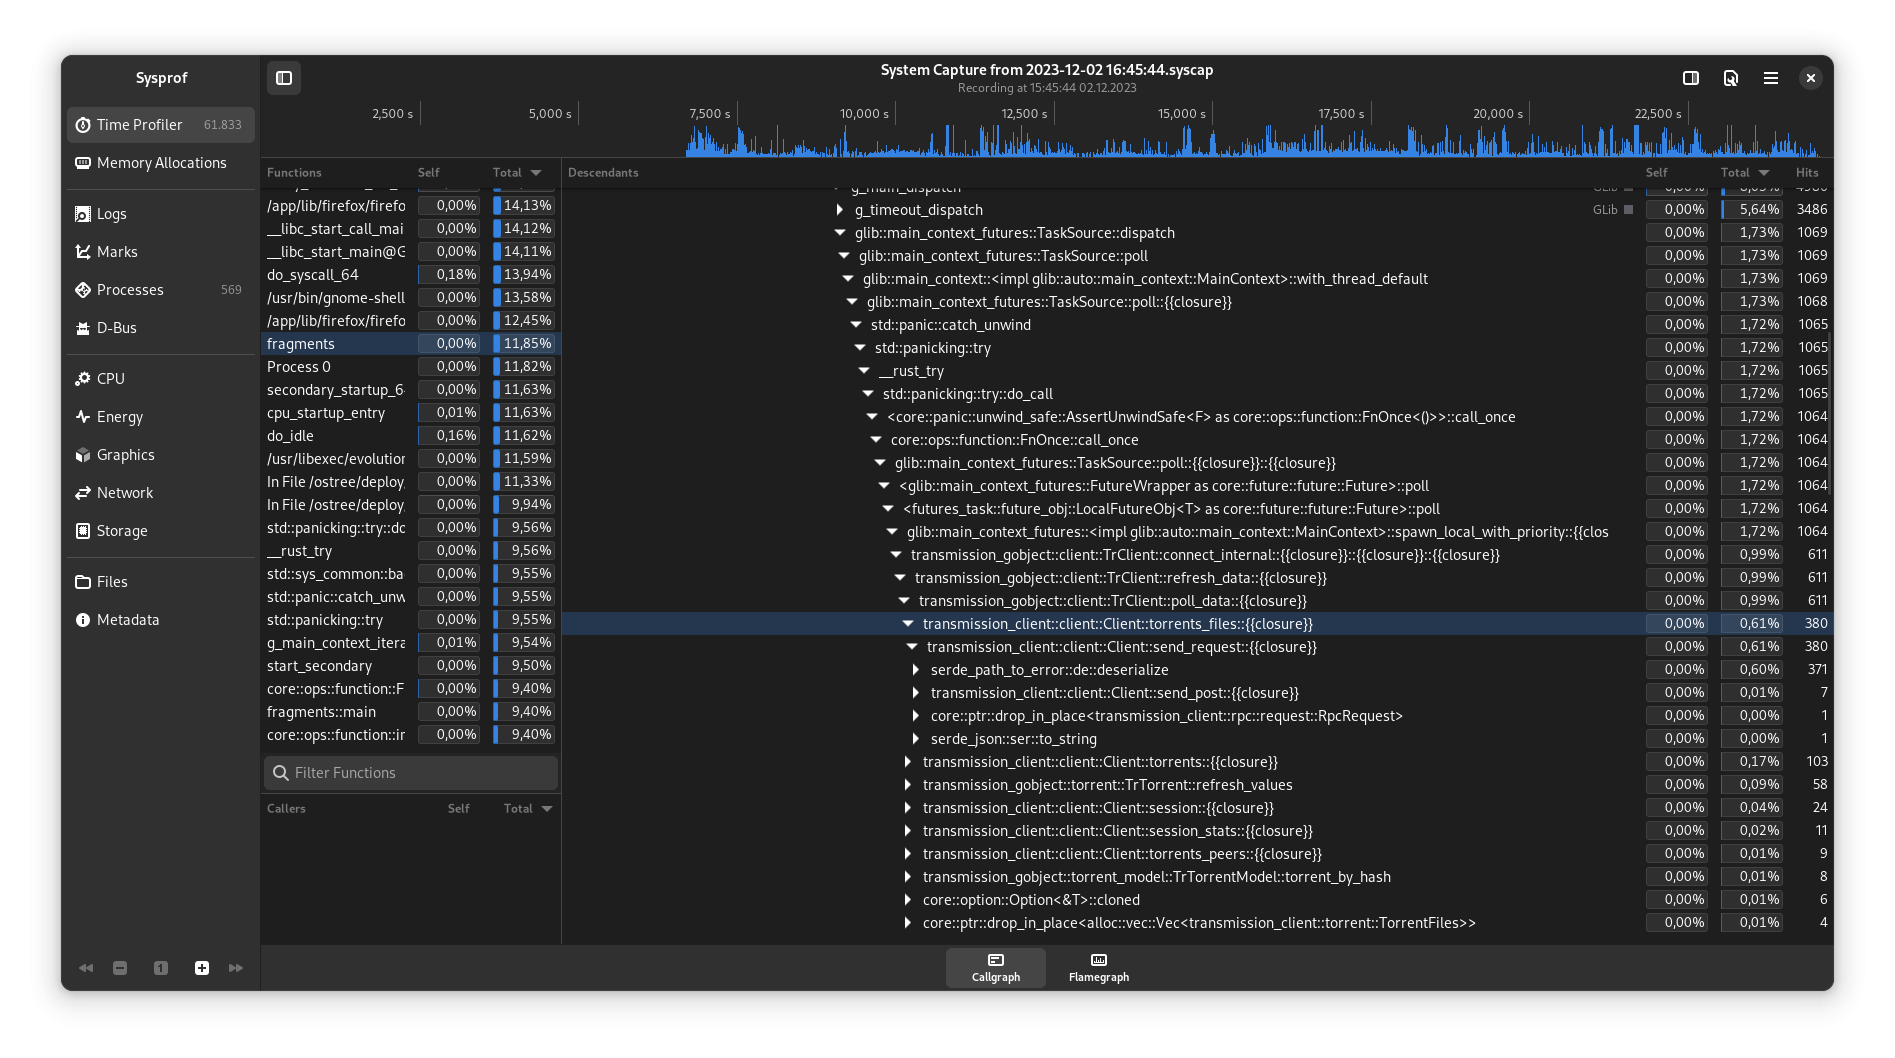 Sysprof
System Capture from 2023-12-02 16:45:44.syscap
Recording at 15:45:44 02.12.2023
Time Profiler 61.833
Memory Allocations
Logs
Marks
Processes 569
D-Bus
CPU
Energy
Graphics
Network
Storage
Files
Metadata
1
2,500 s 5,000 s 7,500 s 10,000 s 12,500 s 15,000 s 17,500 s 20,000 s 22,500 s
Functions Self Total
/app/lib/firefox/firefo 0,00% 14,13%
__libc_start_call_mai 0,00% 14,12%
__libc_start_main@G 0,00% 14,11%
do_syscall_64 0,18% 13,94%
/usr/bin/gnome-shell 0,00% 13,58%
/app/lib/firefox/firefo 0,00% 12,45%
fragments 0,00% 11,85%
Process 0 0,00% 11,82%
secondary_startup_6 0,00% 11,63%
cpu_startup_entry 0,01% 11,63%
do_idle 0,16% 11,62%
/usr/libexec/evolution 0,00% 11,59%
In File /ostree/deploy 0,00% 11,33%
In File /ostree/deploy 0,00% 9,94%
std::panicking::try::do 0,00% 9,56%
__rust_try 0,00% 9,56%
std::sys_common::ba 0,00% 9,55%
std::panic::catch_unw 0,00% 9,55%
std::panicking::try 0,00% 9,55%
g_main_context_itera 0,01% 9,54%
start_secondary 0,00% 9,50%
core::ops::function::F 0,00% 9,40%
fragments::main 0,00% 9,40%
core::ops::function::ir 0,00% 9,40%
Filter Functions
Callers Self Total
Descendants Self Total Hits
g_main_dispatch GLib
g_timeout_dispatch GLib 0,00% 5,64% 3486
glib::main_context_futures::TaskSource::dispatch 0,00% 1,73% 1069
glib::main_context_futures::TaskSource::poll 0,00% 1,73% 1069
glib::main_context::<impl glib::auto::main_context::MainContext>::with_thread_default 0,00% 1,73% 1069
glib::main_context_futures::TaskSource::poll::{{closure}} 0,00% 1,73% 1068
std::panic::catch_unwind 0,00% 1,72% 1065
std::panicking::try 0,00% 1,72% 1065
__rust_try 0,00% 1,72% 1065
std::panicking::try::do_call 0,00% 1,72% 1065
<core::panic::unwind_safe::AssertUnwindSafe<F> as core::ops::function::FnOnce<()>>::call_once 0,00% 1,72% 1064
core::ops::function::FnOnce::call_once 0,00% 1,72% 1064
glib::main_context_futures::TaskSource::poll::{{closure}}::{{closure}} 0,00% 1,72% 1064
<glib::main_context_futures::FutureWrapper as core::future::future::Future>::poll 0,00% 1,72% 1064
<futures_task::future_obj::LocalFutureObj<T> as core::future::future::Future>::poll 0,00% 1,72% 1064
glib::main_context_futures::<impl glib::auto::main_context::MainContext>::spawn_local_with_priority::{{clos 0,00% 1,72% 1064
transmission_gobject::client::TrClient::connect_internal::{{closure}}::{{closure}}::{{closure}} 0,00% 0,99% 611
transmission_gobject::client::TrClient::refresh_data::{{closure}} 0,00% 0,99% 611
transmission_gobject::client::TrClient::poll_data::{{closure}} 0,00% 0,99% 611
transmission_client::client::Client::torrents_files::{{closure}} 0,00% 0,61% 380
transmission_client::client::Client::send_request::{{closure}} 0,00% 0,61% 380
serde_path_to_error::de::deserialize 0,00% 0,60% 371
transmission_client::client::Client::send_post::{{closure}} 0,00% 0,01% 7
core::ptr::drop_in_place<transmission_client::rpc::request::RpcRequest> 0,00% 0,00% 1
serde_json::ser::to_string 0,00% 0,00% 1
transmission_client::client::Client::torrents::{{closure}} 0,00% 0,17% 103
transmission_gobject::torrent::TrTorrent::refresh_values 0,00% 0,09% 58
transmission_client::client::Client::session::{{closure}} 0,00% 0,04% 24
transmission_client::client::Client::session_stats::{{closure}} 0,00% 0,02% 11
transmission_client::client::Client::torrents_peers::{{closure}} 0,00% 0,01% 9
transmission_gobject::torrent_model::TrTorrentModel::torrent_by_hash 0,00% 0,01% 8
core::option::Option<&T>::cloned 0,00% 0,01% 6
core::ptr::drop_in_place<alloc::vec::Vec<transmission_client::torrent::TorrentFiles>> 0,00% 0,01% 4
Callgraph Flamegraph